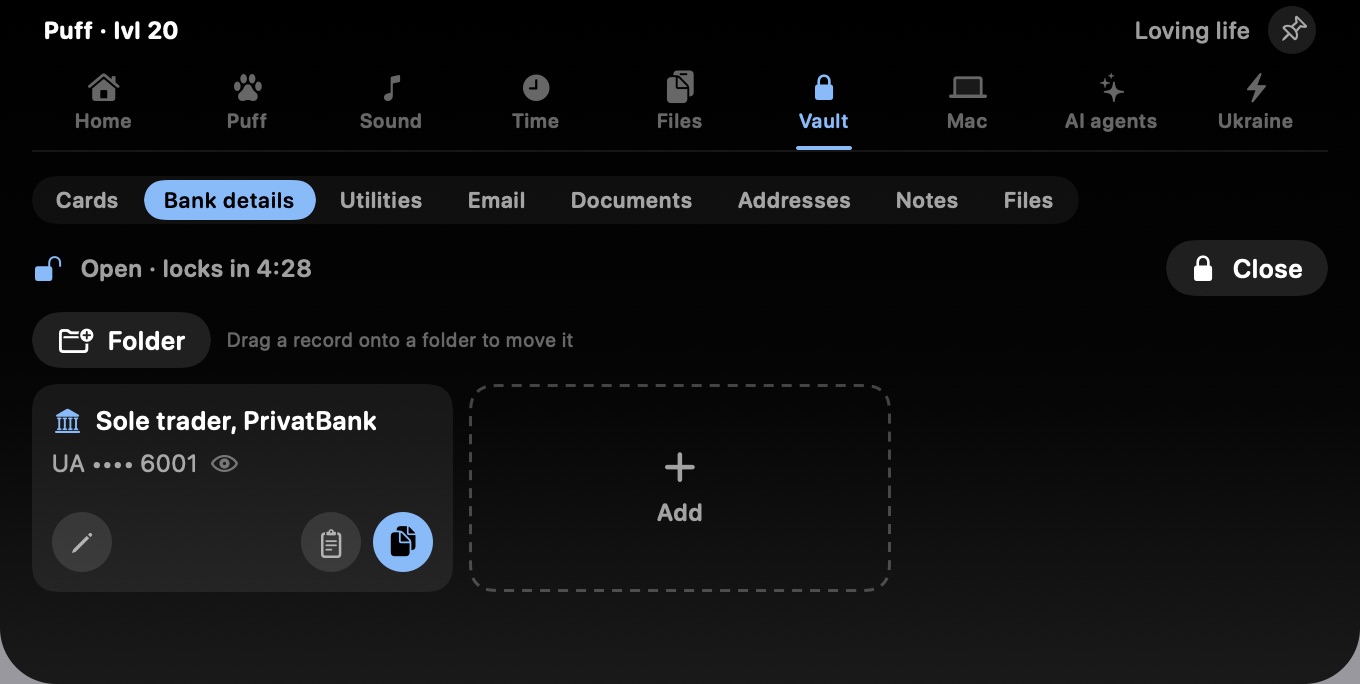 Puff · lvl 20
Loving life
Home
Puff
Sound
Time
Files
Vault
Mac
AI agents
Ukraine
Cards
Bank details
Utilities
Email
Documents
Addresses
Notes
Files
Open · locks in 4:28
Close
Folder
Drag a record onto a folder to move it
Sole trader, PrivatBank
UA •••• 6001
Add